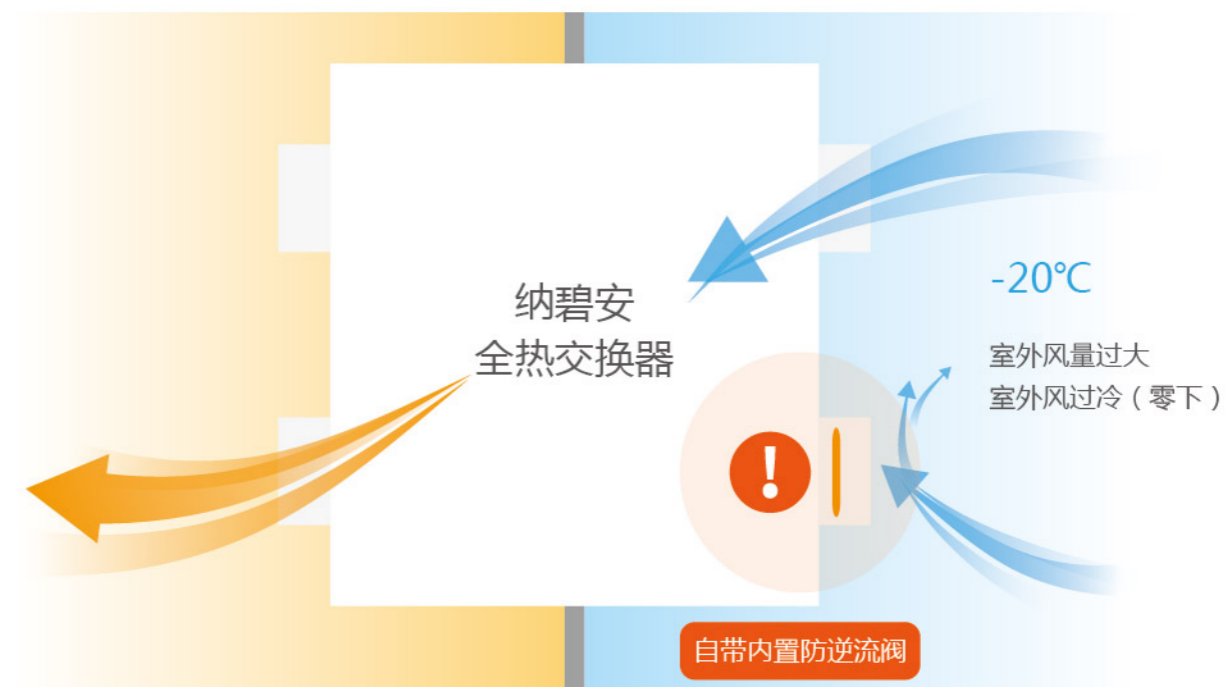 纳碧安
全热交换器
-20℃
室外风量过大
室外风过冷（零下）
!
自带内置防逆流阀